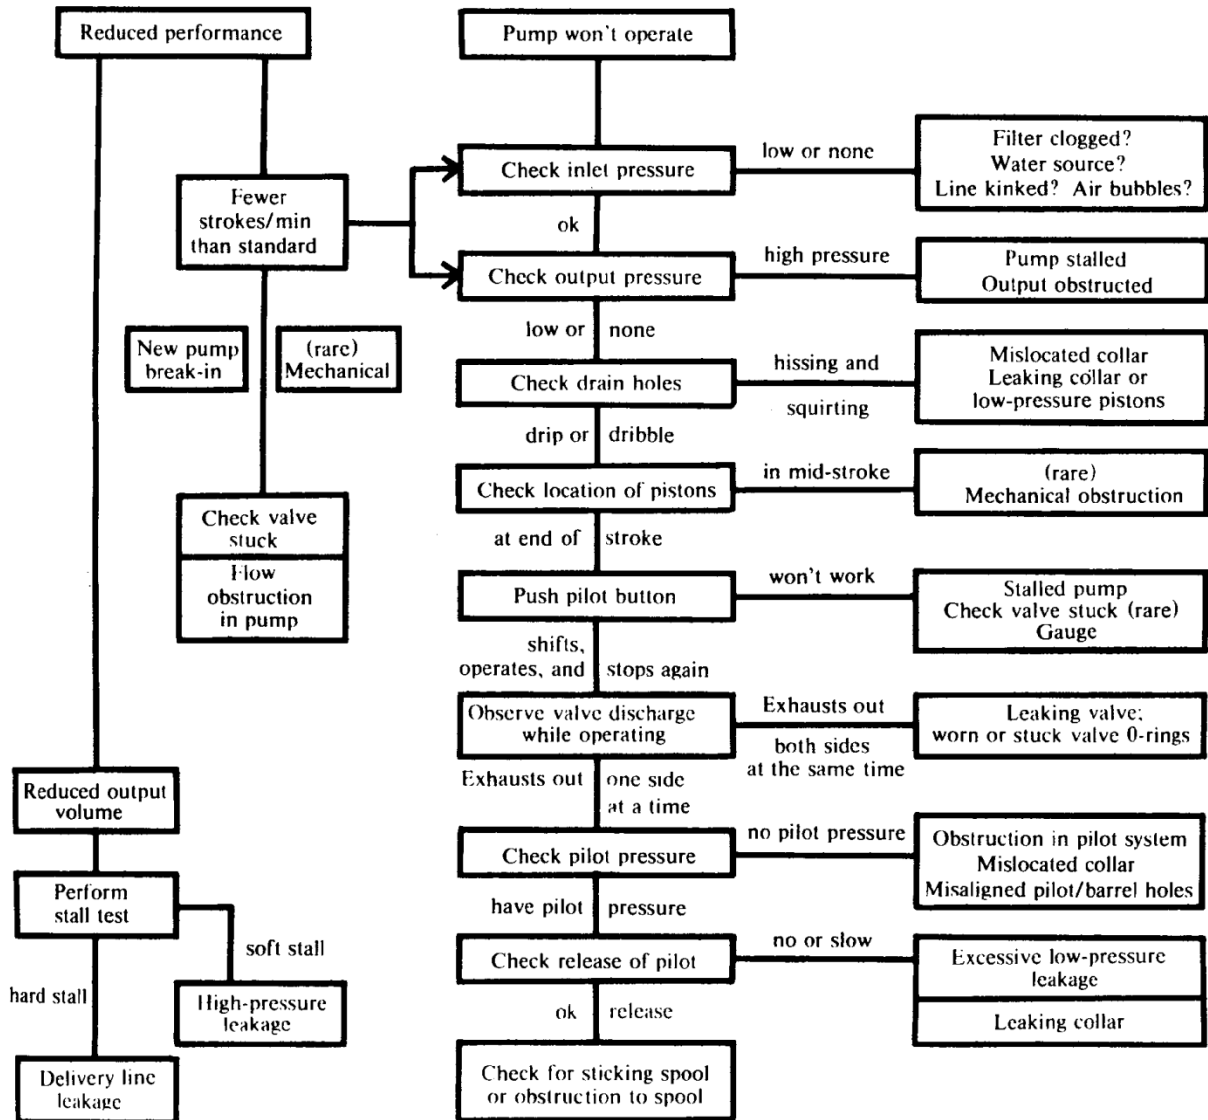 Reduced performance
Pump won't operate
Check inlet pressure
low or none
Filter clogged?
Water source?
Line kinked? Air bubbles?
Fewer
strokes/min
than standard
ok
Check output pressure
high pressure
Pump stalled
Output obstructed
low or none
New pump
break-in
(rare)
Mechanical
Check drain holes
hissing and
squirting
Mislocated collar
Leaking collar or
low-pressure pistons
drip or dribble
Check location of pistons
in mid-stroke
(rare)
Mechanical obstruction
Check valve
stuck
Flow
obstruction
in pump
at end of stroke
Push pilot button
won't work
Stalled pump
Check valve stuck (rare)
Gauge
shifts,
operates, and stops again
Observe valve discharge
while operating
Exhausts out
both sides
at the same time
Leaking valve;
worn or stuck valve 0-rings
Exhausts out one side
at a time
Reduced output
volume
Check pilot pressure
no pilot pressure
Obstruction in pilot system
Mislocated collar
Misaligned pilot/barrel holes
Perform
stall test
have pilot pressure
soft stall
Check release of pilot
no or slow
Excessive low-pressure
leakage
Leaking collar
hard stall
High-pressure
leakage
ok release
Delivery line
leakage
Check for sticking spool
or obstruction to spool